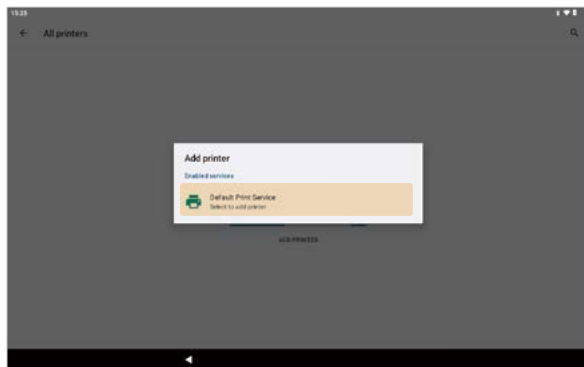 15:25
All printers
Add printer
Enabled services
Default Print Service
Select to add printer
ADD PRINTER